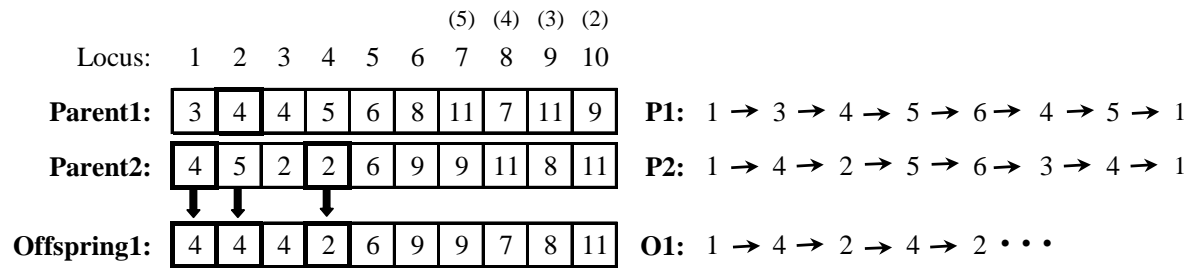 (5) (4) (3) (2)
Locus: 1 2 3 4 5 6 7 8 9 10
Parent1: 3 4 4 5 6 8 11 7 11 9 P1: 1 → 3 → 4 → 5 → 6 → 4 → 5 → 1
Parent2: 4 5 2 2 6 9 9 11 8 11 P2: 1 → 4 → 2 → 5 → 6 → 3 → 4 → 1
Offspring1: 4 4 4 2 6 9 9 7 8 11 O1: 1 → 4 → 2 → 4 → 2 • • •